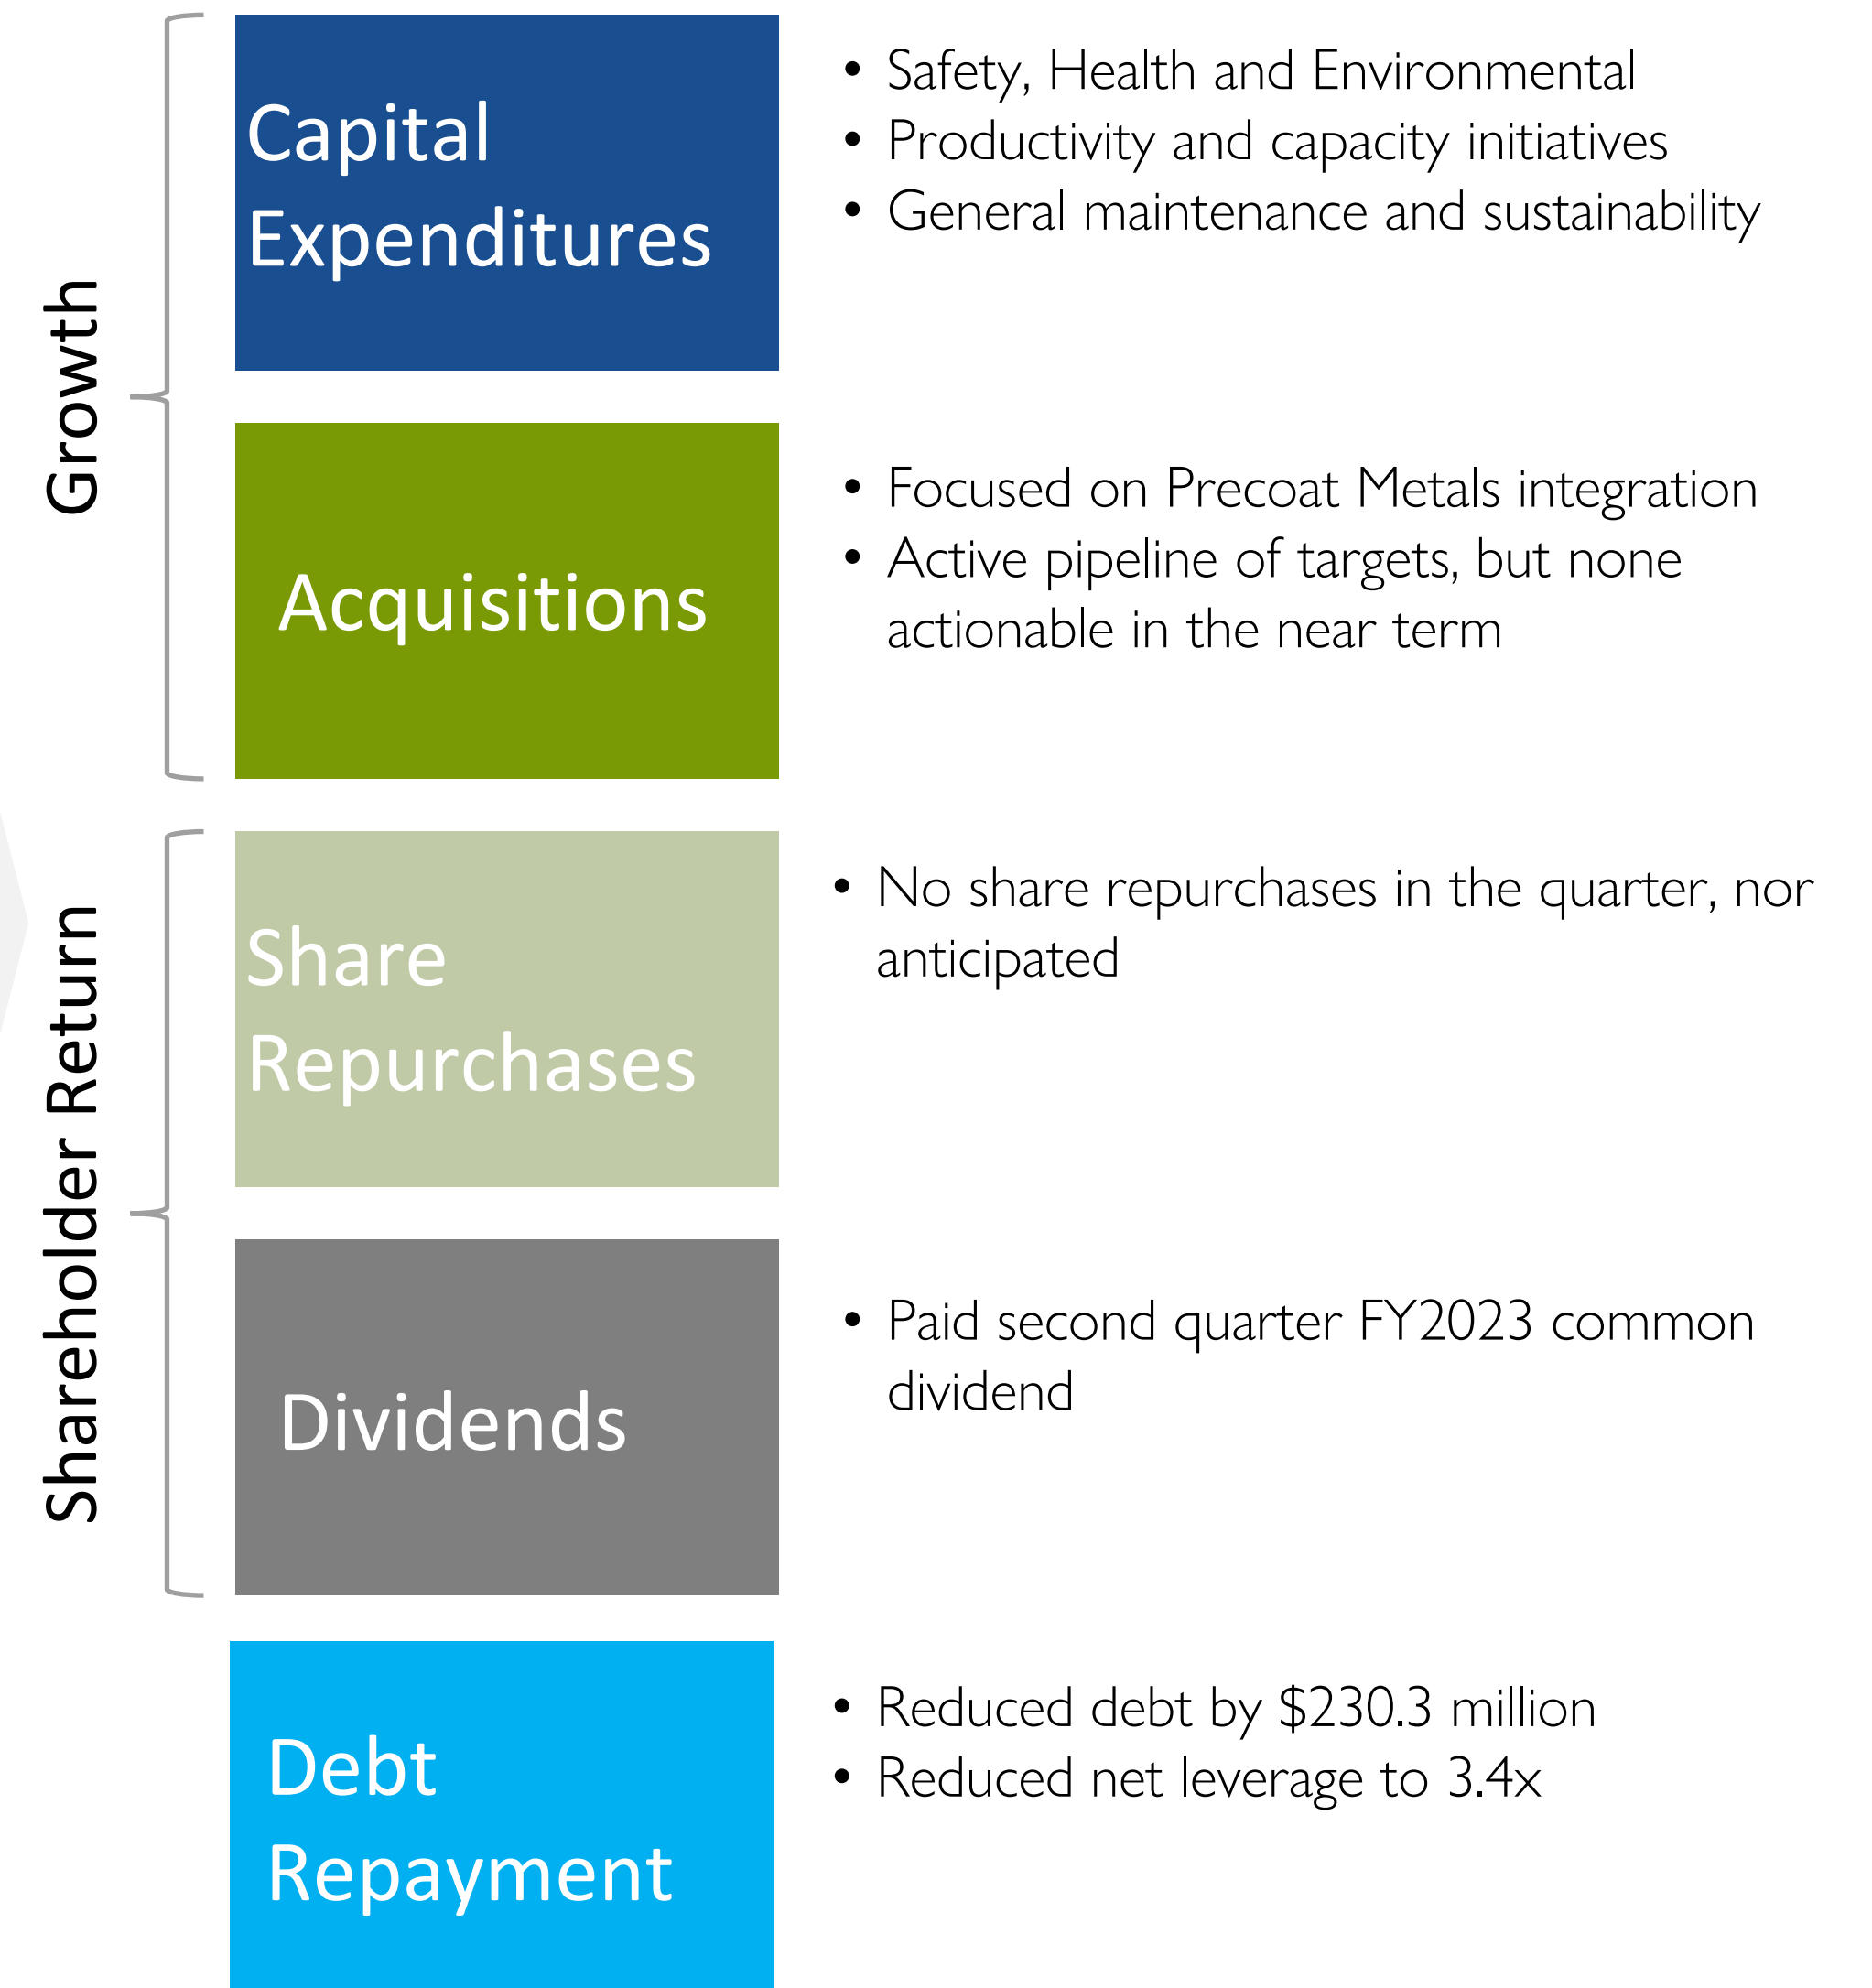 Growth
Capital
Expenditures
• Safety, Health and Environmental
• Productivity and capacity initiatives
• General maintenance and sustainability
Acquisitions
• Focused on Precoat Metals integration
• Active pipeline of targets, but none
actionable in the near term
Shareholder Return
Share
Repurchases
• No share repurchases in the quarter, nor
anticipated
Dividends
• Paid second quarter FY2023 common
dividend
Debt
Repayment
• Reduced debt by $230.3 million
• Reduced net leverage to 3.4x